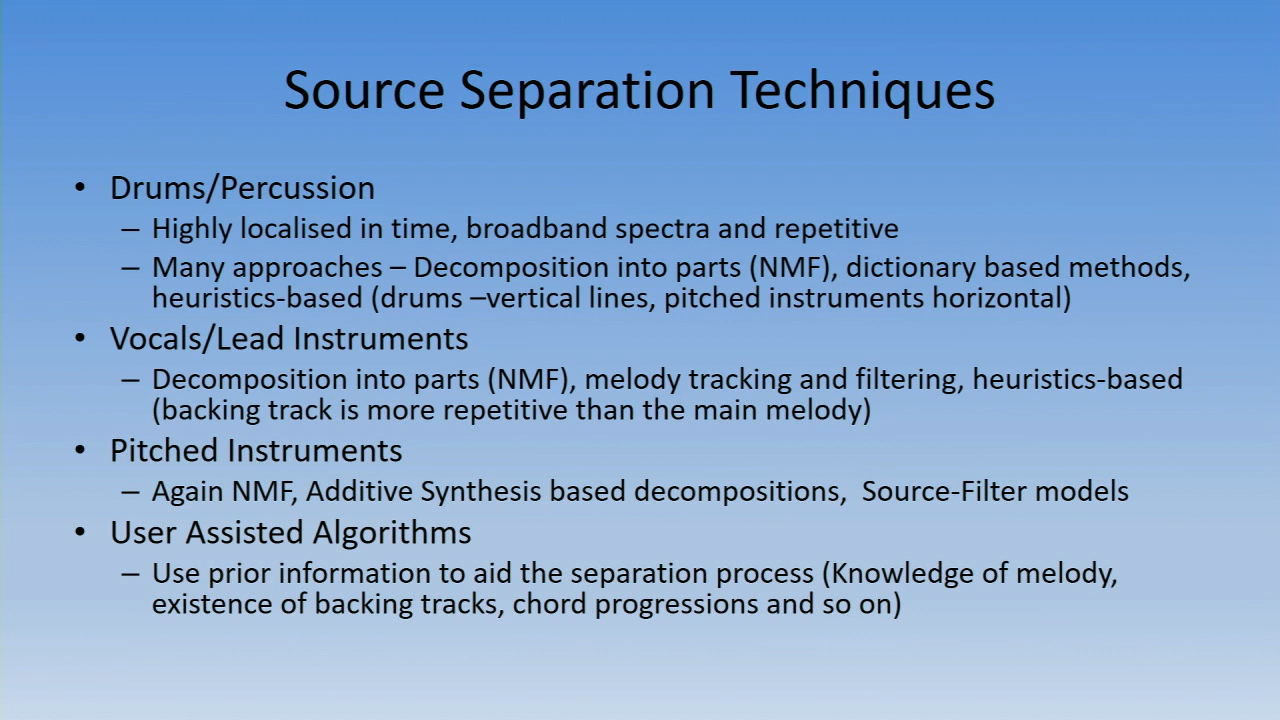 Source Separation Techniques
• Drums/Percussion
– Highly localised in time, broadband spectra and repetitive
– Many approaches – Decomposition into parts (NMF), dictionary based methods,
heuristics-based (drums –vertical lines, pitched instruments horizontal)
• Vocals/Lead Instruments
– Decomposition into parts (NMF), melody tracking and filtering, heuristics-based
(backing track is more repetitive than the main melody)
• Pitched Instruments
– Again NMF, Additive Synthesis based decompositions,  Source-Filter models
• User Assisted Algorithms
– Use prior information to aid the separation process (Knowledge of melody,
existence of backing tracks, chord progressions and so on)